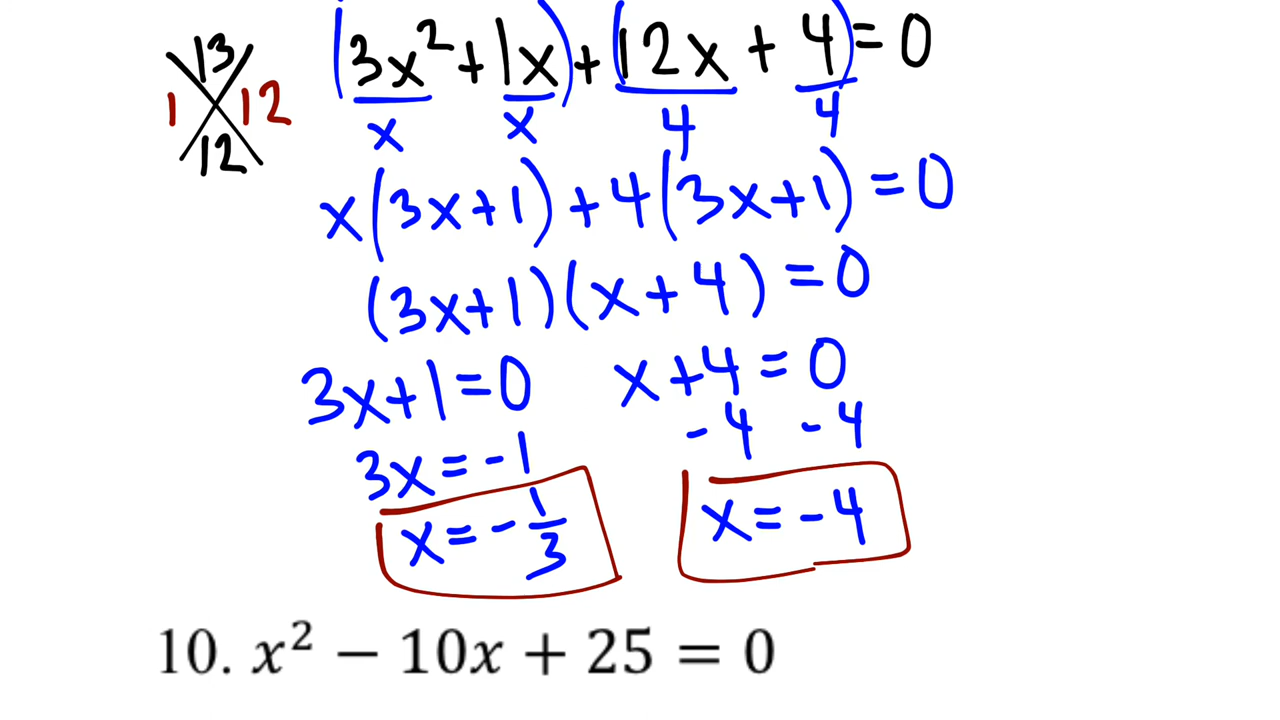 (3x² + 1x) + (12x + 4) = 0
x x 4 4
13
1 12
12
x(3x+1) + 4(3x+1) = 0
(3x+1)(x+4) = 0
3x+1=0 x+4=0
-4 -4
3x=-1
x=-1/3 x=-4
10. x² − 10x + 25 = 0